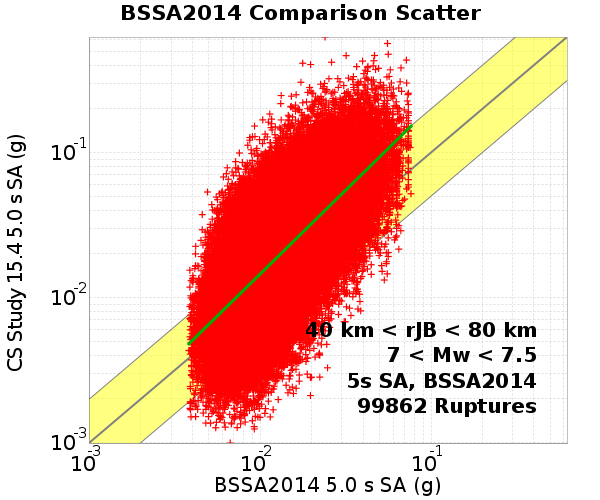 BSSA2014 Comparison Scatter
CS Study 15.4 5.0 s SA (g)
10-1
10-2
10-3
40 km < rJB < 80 km
7 < Mw < 7.5
5s SA, BSSA2014
99862 Ruptures
10-3 10-2 10-1
BSSA2014 5.0 s SA (g)